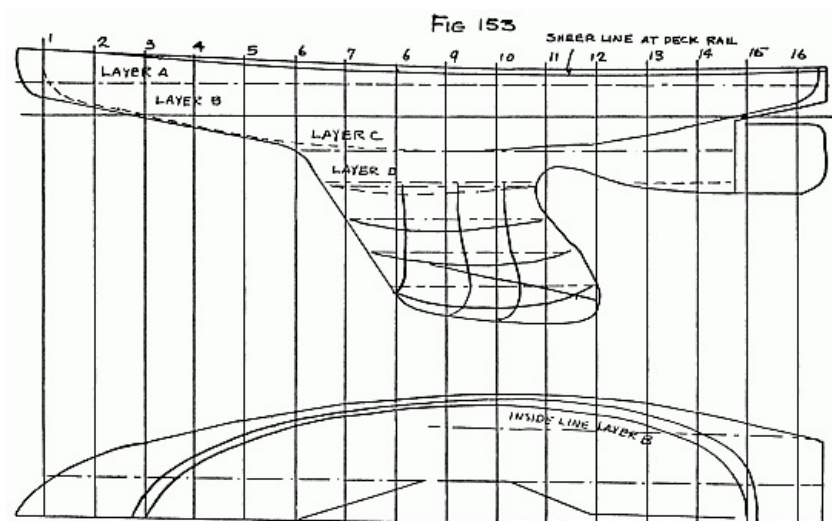 FIG 153
SHEER LINE AT DECK RAIL
1 2 3 4 5 6 7 6 9 10 11 12 13 14 15 16
LAYER A
LAYER B
LAYER C
LAYER D
INSIDE LINE LAYER B